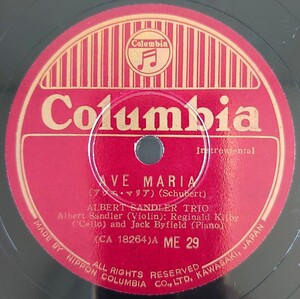 Columbia
Columbia
Instrumental
AVE MARIA
(アヴェ・マリア) (Schubert)
ALBERT SANDLER TRIO
Albert Sandler (Violin); Reginald Kilby
('Cello) and Jack Byfield (Piano)
(CA 18264)A ME 29
ALL RIGHTS RESERVED
MADE BY NIPPON COLUMBIA CO., LTD., KAWASAKI, JAPAN